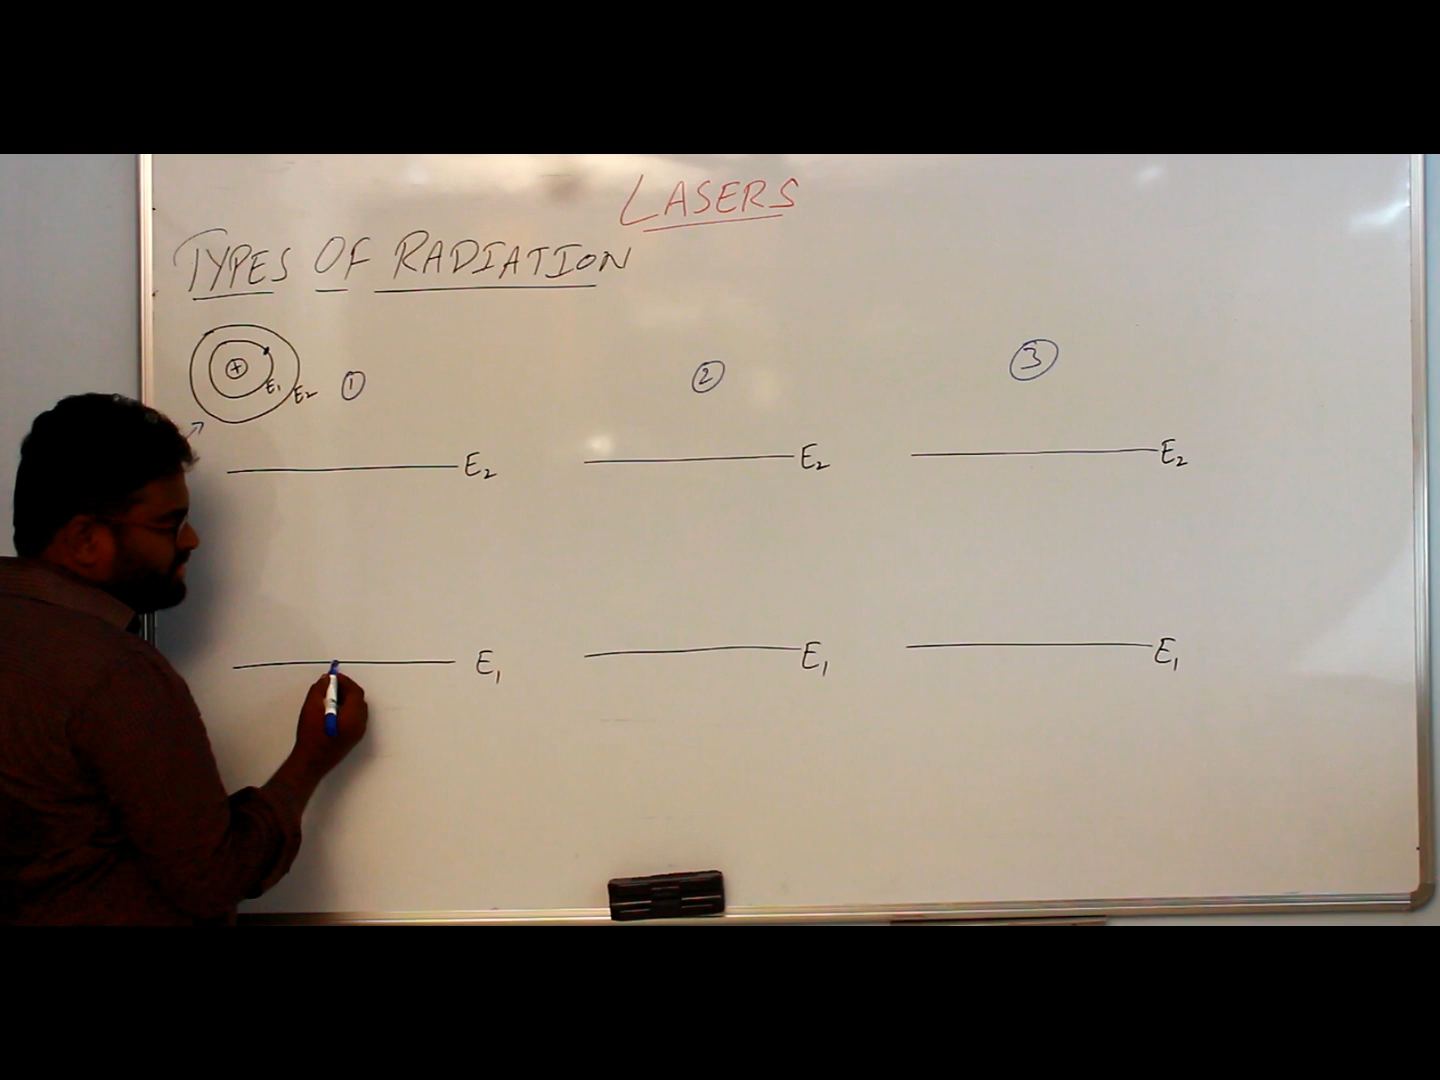 LASERS
TYPES OF RADIATION
+ E₁ E₂
1 2 3
E₂ E₂ E₂
E₁ E₁ E₁